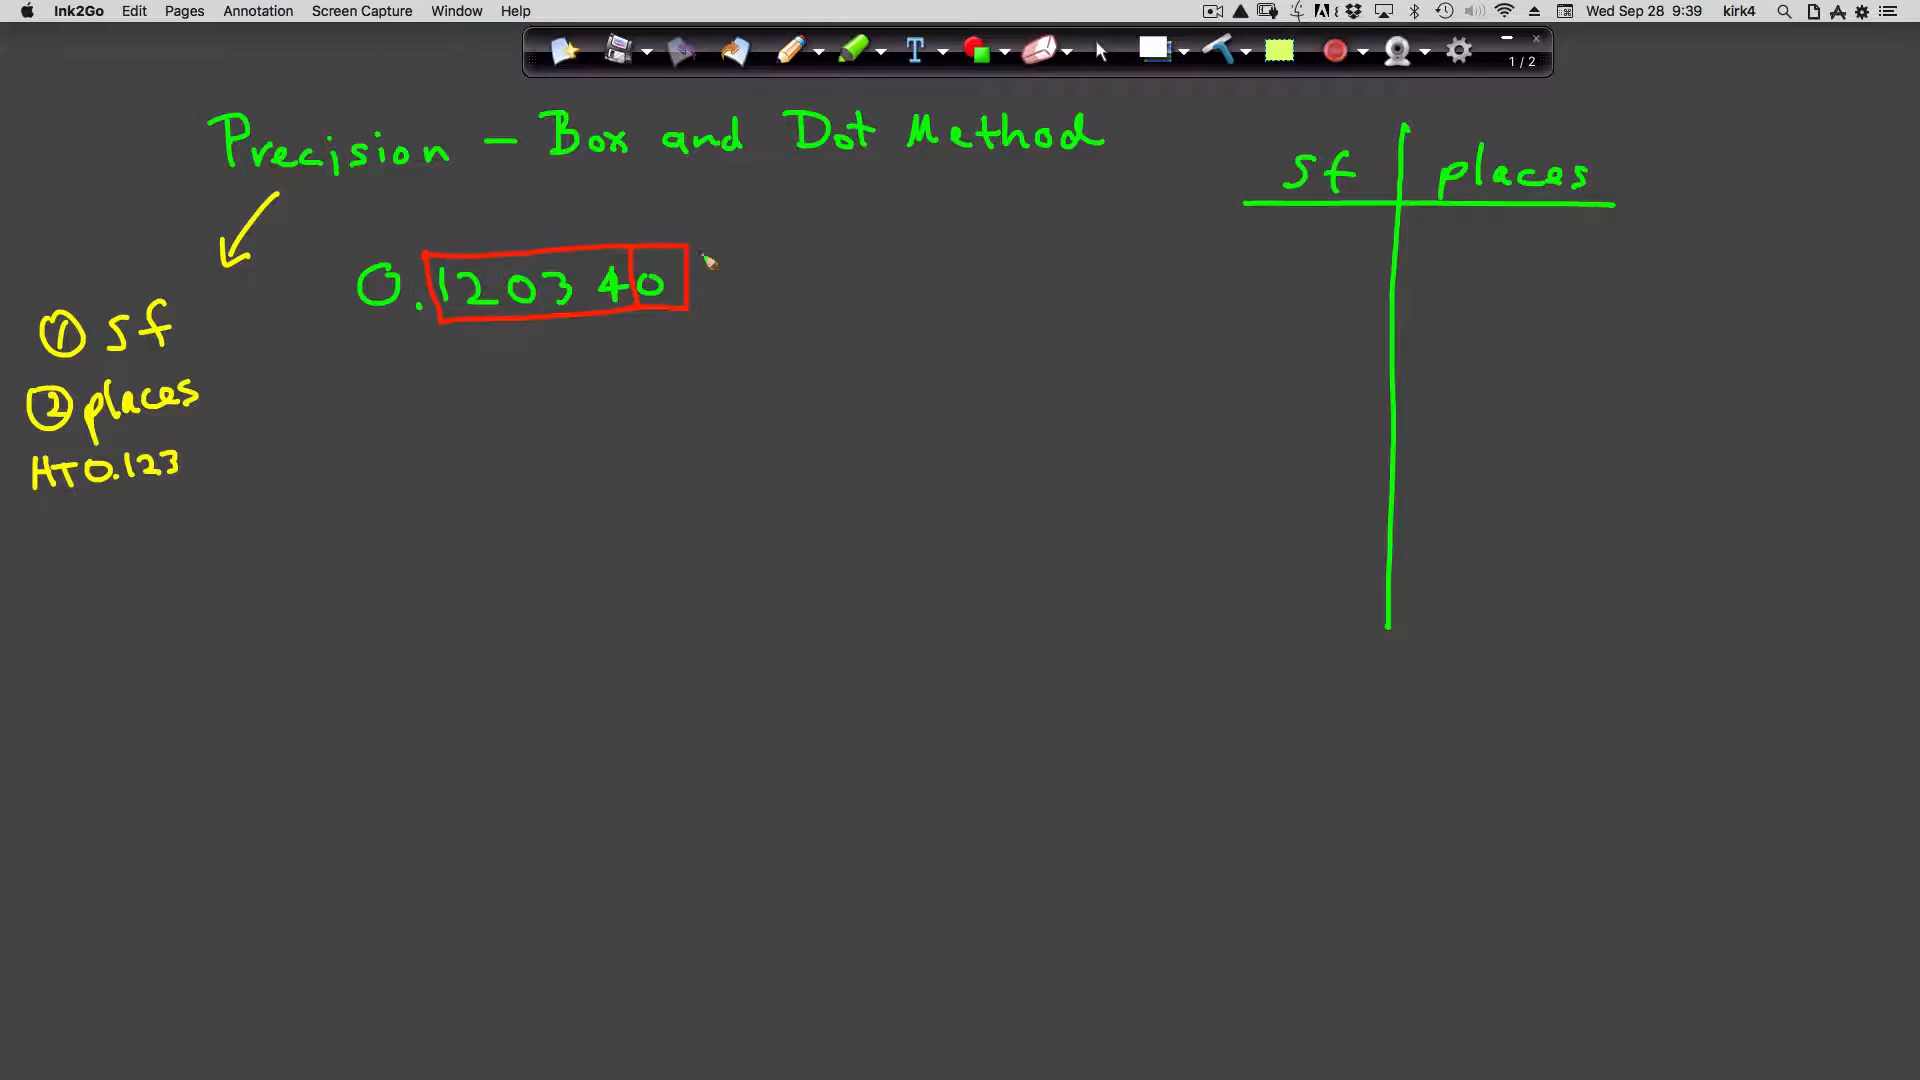 Ink2Go Edit Pages Annotation Screen Capture Window Help Wed Sep 28 9:39 kirk4
T
1 / 2
Precision - Box and Dot Method
sf places
0.120340
① sf
② places
HTO.123